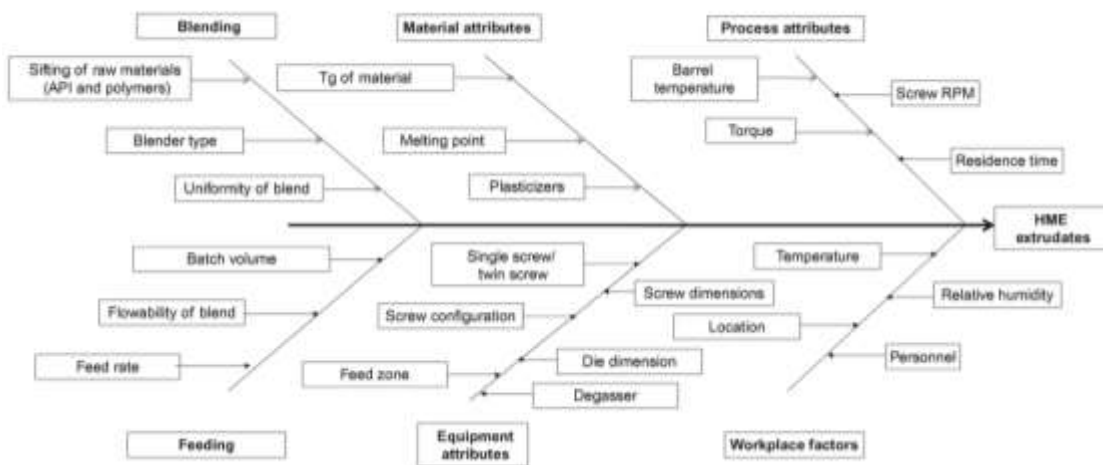 Blending
Material attributes
Process attributes
Sifting of raw materials
(API and polymers)
Tg of material
Barrel
temperature
Screw RPM
Blender type
Melting point
Torque
Residence time
Uniformity of blend
Plasticizers
HME
extrudates
Batch volume
Single screw/
twin screw
Temperature
Screw dimensions
Relative humidity
Flowability of blend
Screw configuration
Location
Feed rate
Feed zone
Die dimension
Personnel
Degasser
Feeding
Equipment
attributes
Workplace factors